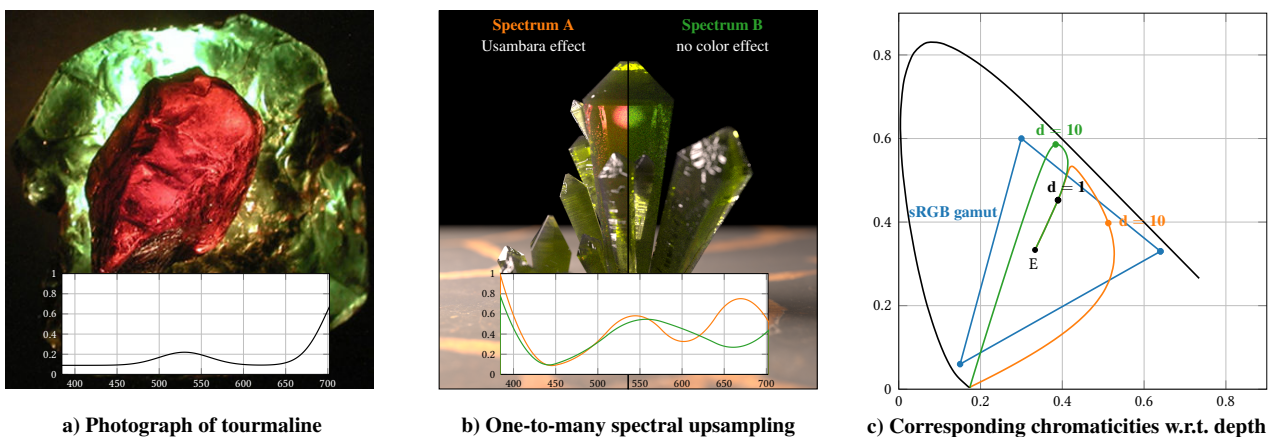 1
0.8
0.6
0.4
0.2
0
400 450 500 550 600 650 700
a) Photograph of tourmaline
Spectrum A
Usambara effect
Spectrum B
no color effect
1
0.8
0.6
0.4
0.2
0
400 450 500 550 600 650 700
b) One-to-many spectral upsampling
0.8
0.6
0.4
0.2
0
0 0.2 0.4 0.6 0.8
d = 10
d = 1
sRGB gamut
d = 10
E
c) Corresponding chromaticities w.r.t. depth